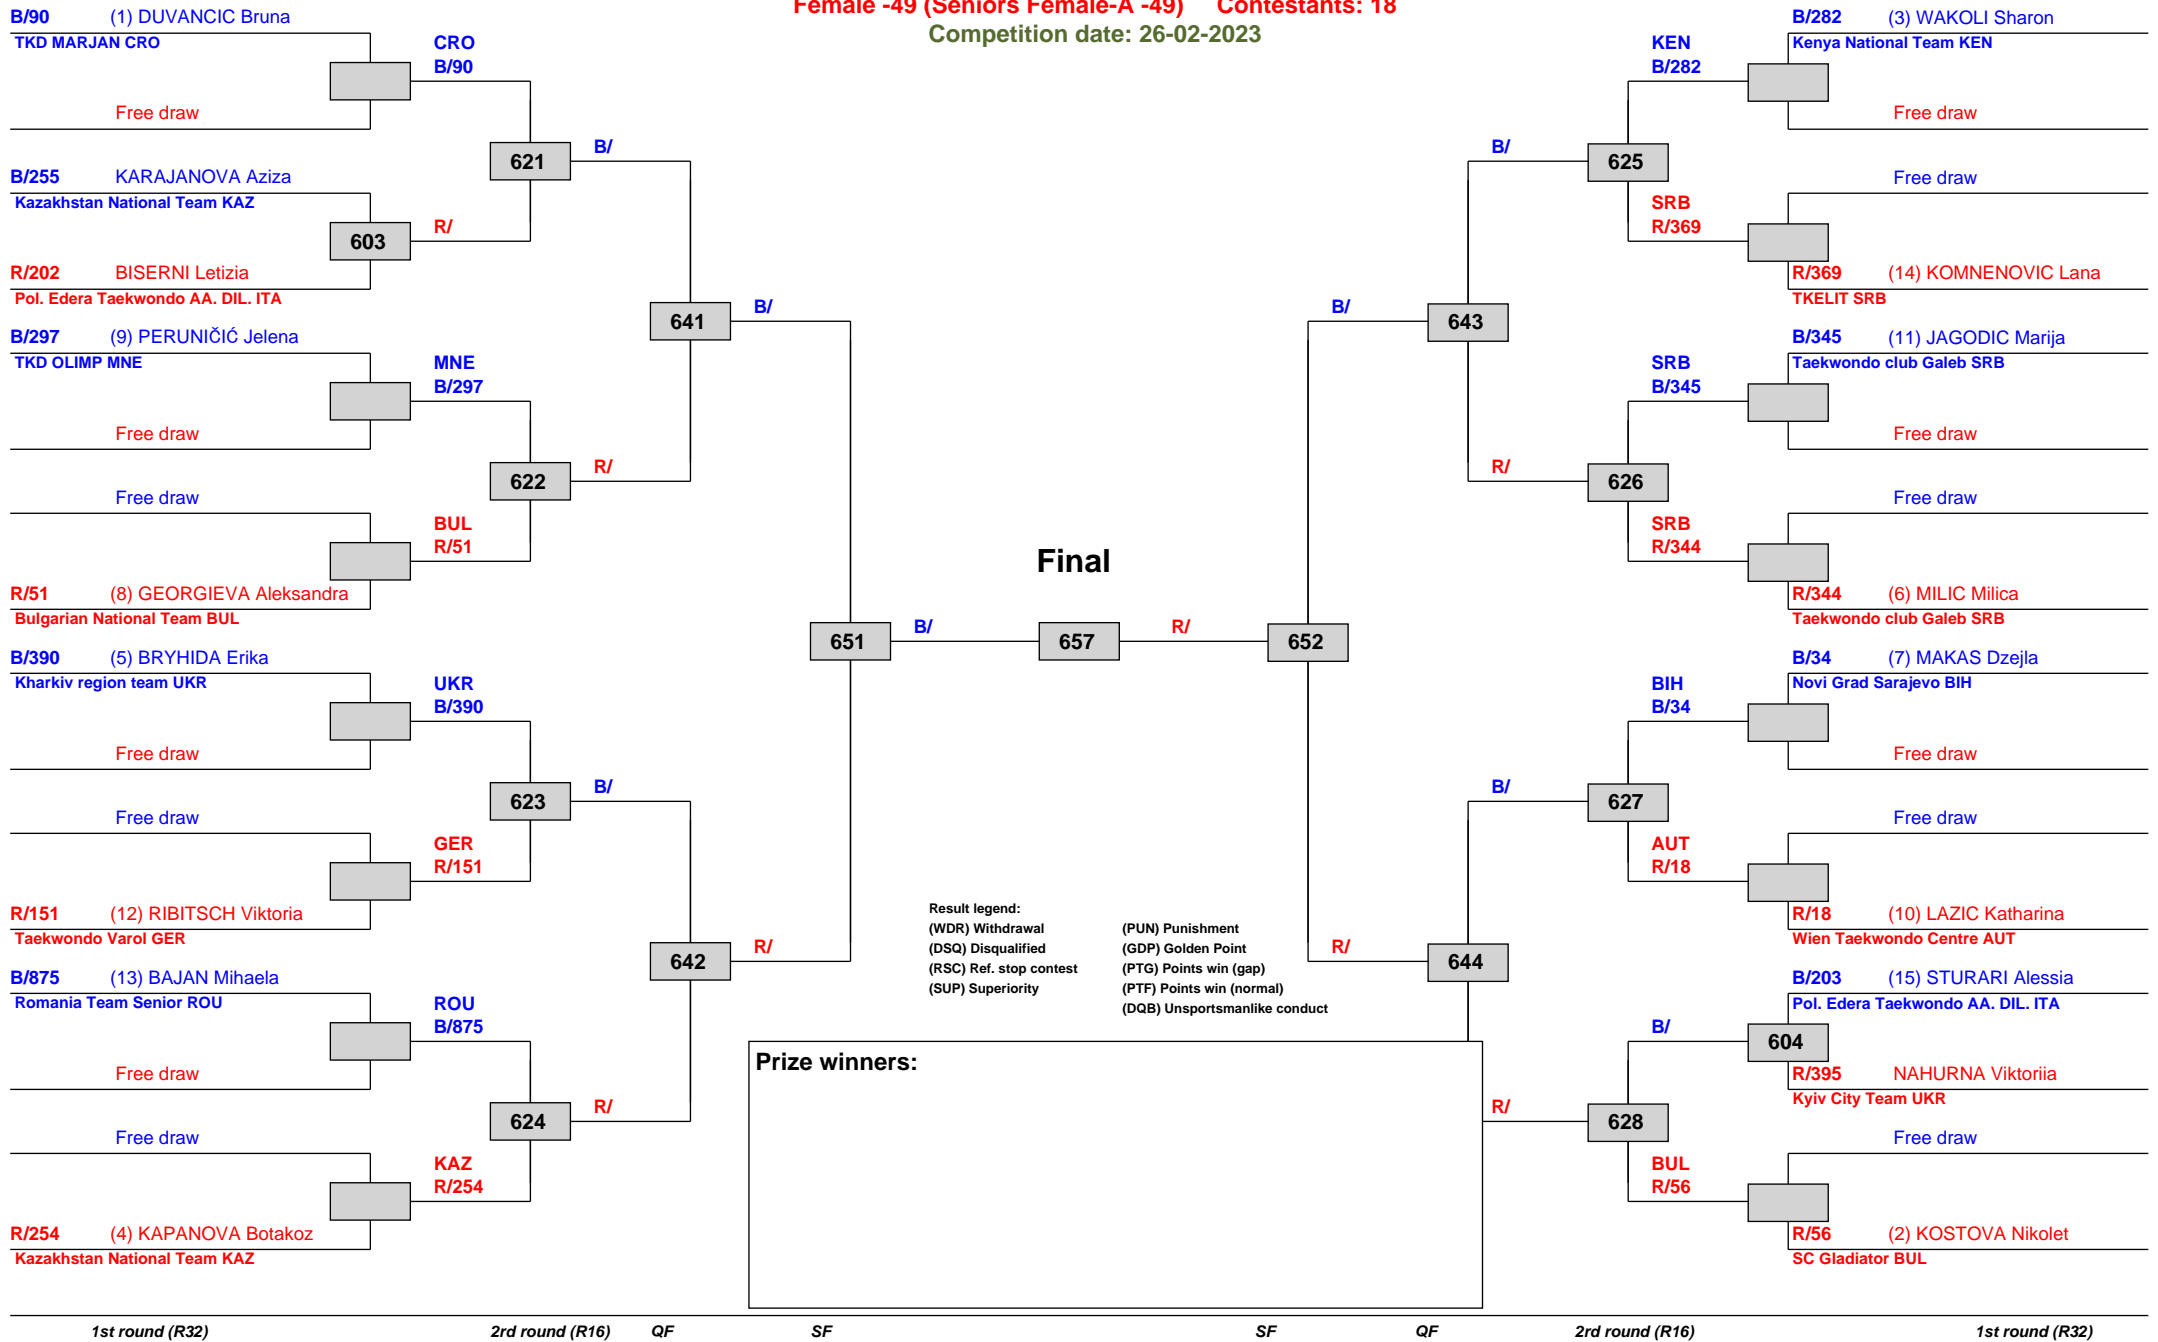 Female -49 (Seniors Female-A -49) Contestants: 18
Competition date: 26-02-2023
B/90 (1) DUVANCIC Bruna
TKD MARJAN CRO
Free draw
CRO
B/90
B/255 KARAJANOVA Aziza
Kazakhstan National Team KAZ
603
R/202 BISERNI Letizia
Pol. Edera Taekwondo AA. DIL. ITA
R/
621
B/
B/297 (9) PERUNIČIĆ Jelena
TKD OLIMP MNE
Free draw
MNE
B/297
Free draw
R/51 (8) GEORGIEVA Aleksandra
Bulgarian National Team BUL
BUL
R/51
622
R/
641
B/
B/390 (5) BRYHIDA Erika
Kharkiv region team UKR
Free draw
UKR
B/390
Free draw
R/151 (12) RIBITSCH Viktoria
Taekwondo Varol GER
GER
R/151
623
B/
B/875 (13) BAJAN Mihaela
Romania Team Senior ROU
Free draw
ROU
B/875
Free draw
R/254 (4) KAPANOVA Botakoz
Kazakhstan National Team KAZ
KAZ
R/254
624
R/
642
R/
651
B/
Final
657
R/
652
B/282 (3) WAKOLI Sharon
Kenya National Team KEN
Free draw
KEN
B/282
Free draw
R/369 (14) KOMNENOVIC Lana
TKELIT SRB
SRB
R/369
625
B/
B/345 (11) JAGODIC Marija
Taekwondo club Galeb SRB
Free draw
SRB
B/345
Free draw
R/344 (6) MILIC Milica
Taekwondo club Galeb SRB
SRB
R/344
626
R/
643
B/
B/34 (7) MAKAS Dzejla
Novi Grad Sarajevo BIH
Free draw
BIH
B/34
Free draw
R/18 (10) LAZIC Katharina
Wien Taekwondo Centre AUT
AUT
R/18
627
B/
B/203 (15) STURARI Alessia
Pol. Edera Taekwondo AA. DIL. ITA
604
R/395 NAHURNA Viktoriia
Kyiv City Team UKR
B/
Free draw
R/56 (2) KOSTOVA Nikolet
SC Gladiator BUL
BUL
R/56
628
R/
644
R/
Result legend:
(WDR) Withdrawal (PUN) Punishment
(DSQ) Disqualified (GDP) Golden Point
(RSC) Ref. stop contest (PTG) Points win (gap)
(SUP) Superiority (PTF) Points win (normal)
(DQB) Unsportsmanlike conduct
Prize winners:
1st round (R32) 2rd round (R16) QF SF SF QF 2rd round (R16) 1st round (R32)